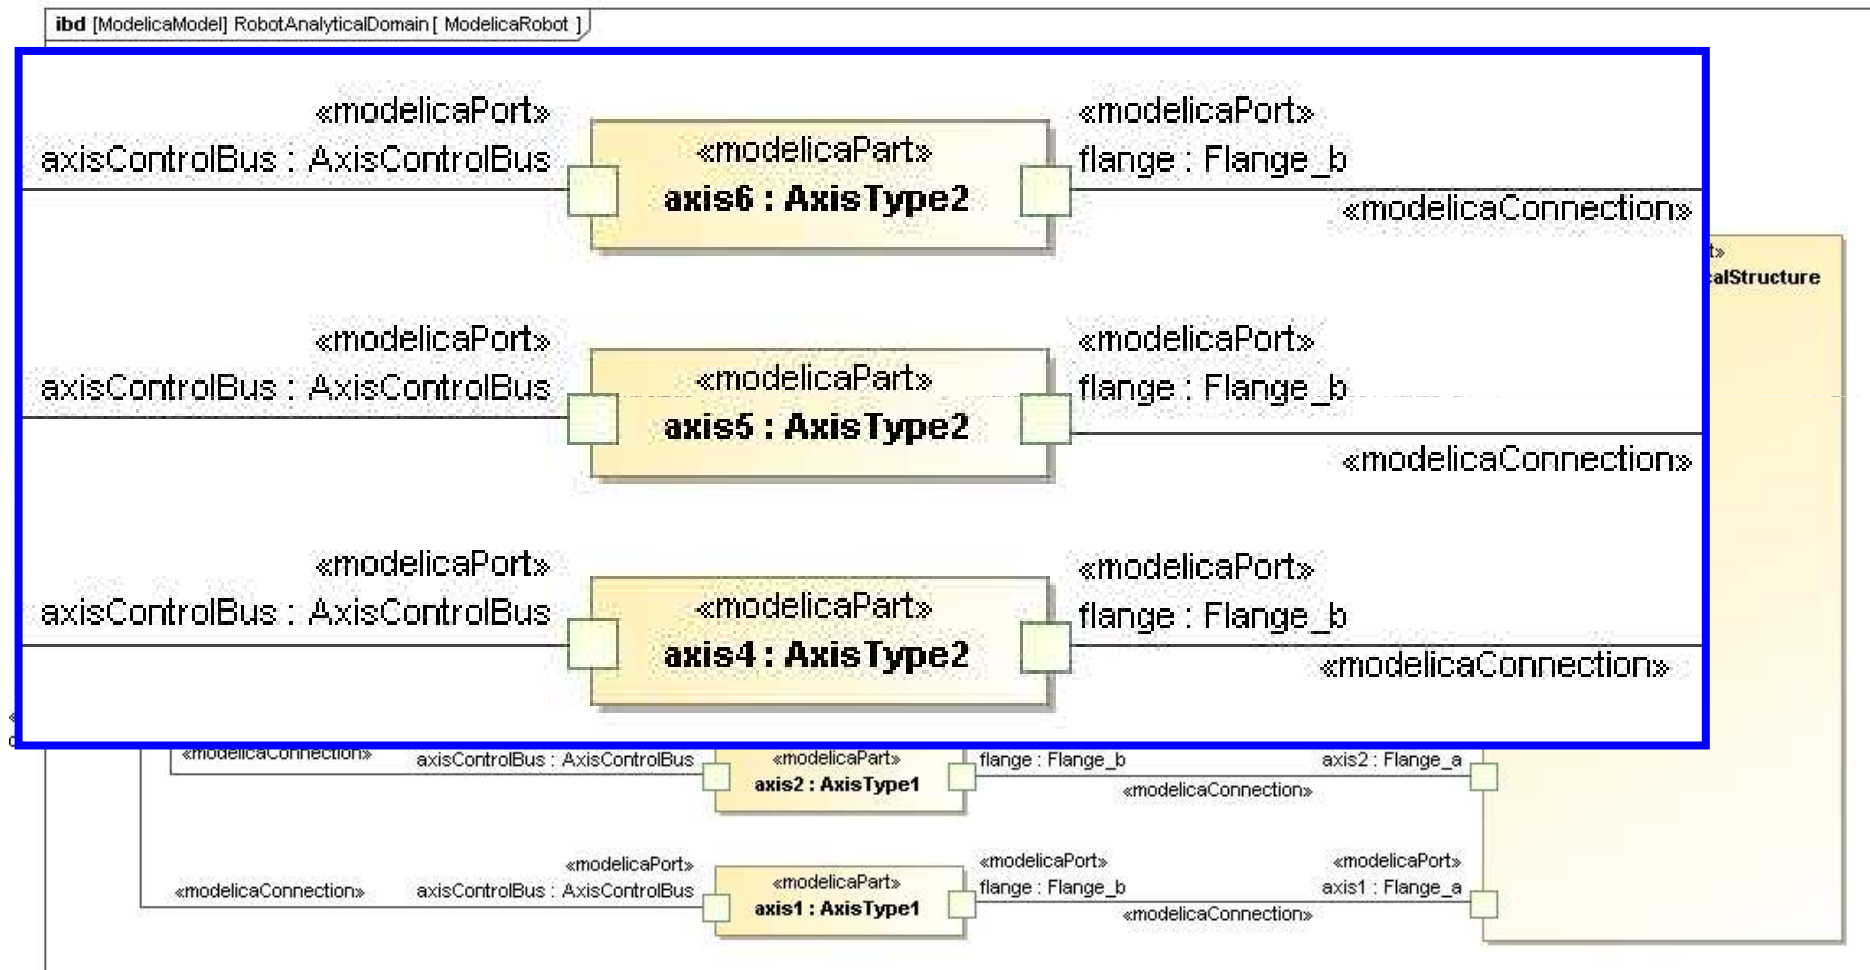 ibd [ModelicaModel] RobotAnalyticalDomain [ ModelicaRobot ]
«modelicaPort»
axisControlBus : AxisControlBus
«modelicaPart»
axis6 : AxisType2
«modelicaPort»
flange : Flange_b
«modelicaConnection»
alStructure
«modelicaPort»
axisControlBus : AxisControlBus
«modelicaPart»
axis5 : AxisType2
«modelicaPort»
flange : Flange_b
«modelicaConnection»
«modelicaPort»
axisControlBus : AxisControlBus
«modelicaPart»
axis4 : AxisType2
«modelicaPort»
flange : Flange_b
«modelicaConnection»
«modelicaConnection»
axisControlBus : AxisControlBus
«modelicaPart»
axis2 : AxisType1
flange : Flange_b
axis2 : Flange_a
«modelicaConnection»
«modelicaConnection»
«modelicaPort»
axisControlBus : AxisControlBus
«modelicaPart»
axis1 : AxisType1
«modelicaPort»
flange : Flange_b
«modelicaPort»
axis1 : Flange_a
«modelicaConnection»